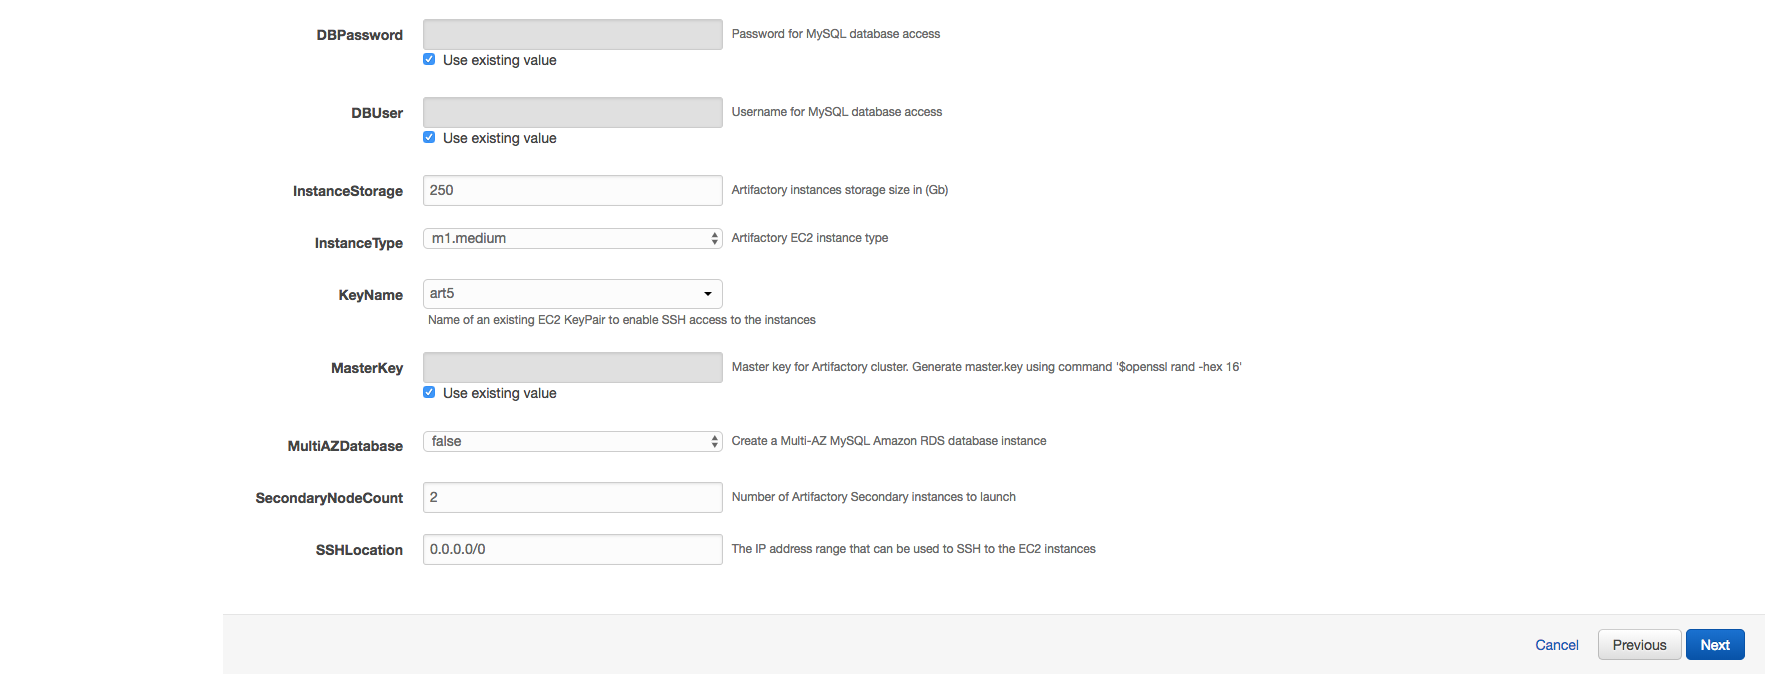 DBPassword Password for MySQL database access
Use existing value
DBUser Username for MySQL database access
Use existing value
InstanceStorage 250 Artifactory instances storage size in (Gb)
InstanceType m1.medium Artifactory EC2 instance type
KeyName art5
Name of an existing EC2 KeyPair to enable SSH access to the instances
MasterKey Master key for Artifactory cluster. Generate master.key using command '$openssl rand -hex 16'
Use existing value
MultiAZDatabase false Create a Multi-AZ MySQL Amazon RDS database instance
SecondaryNodeCount 2 Number of Artifactory Secondary instances to launch
SSHLocation 0.0.0.0/0 The IP address range that can be used to SSH to the EC2 instances
Cancel Previous Next